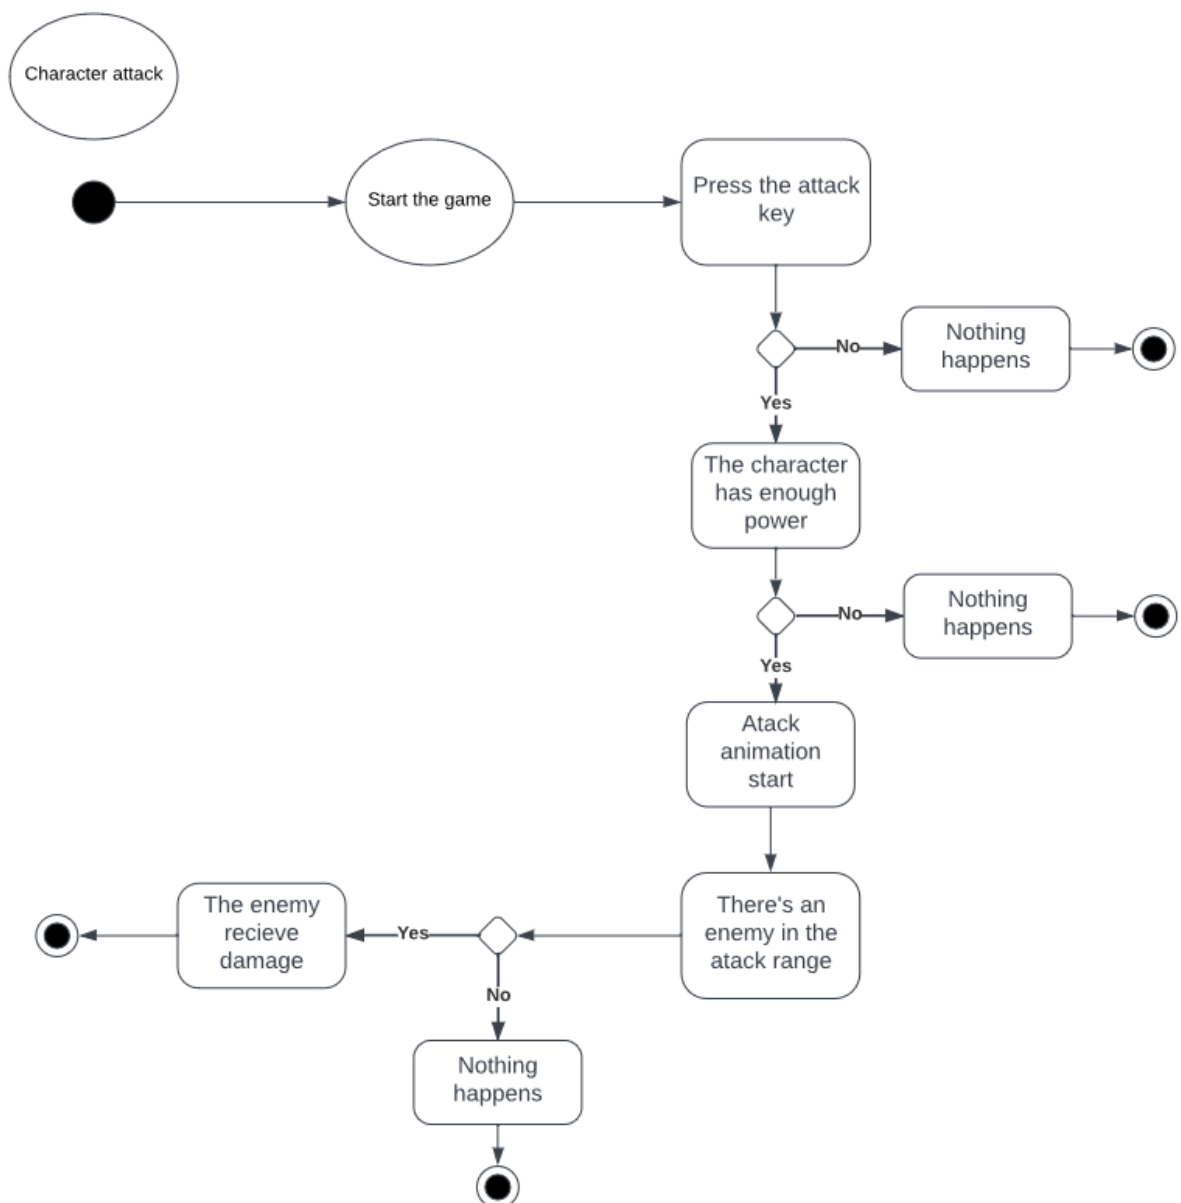 Character attack
Start the game
Press the attack
key
No
Nothing
happens
Yes
The character
has enough
power
No
Nothing
happens
Yes
Atack
animation
start
There's an
enemy in the
atack range
Yes
The enemy
recieve
damage
No
Nothing
happens